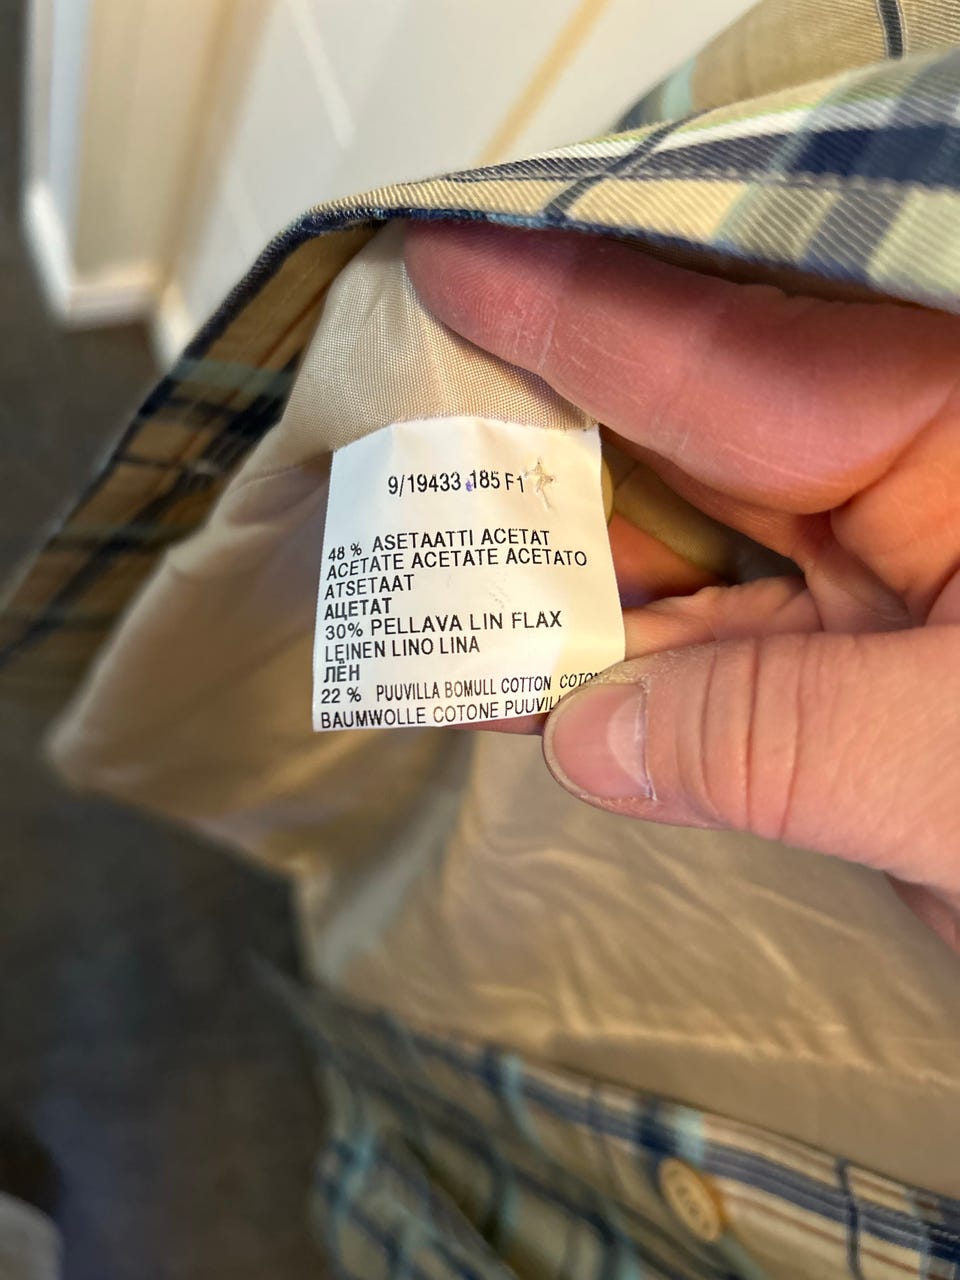 9/19433 185 F1
48 % ASETAATTI ACETAT
ACETATE ACETATE ACETATO
ATSETAAT
АЦЕТАТ
30% PELLAVA LIN FLAX
LEINEN LINO LINA
ЛЁН
22 % PUUVILLA BOMULL COTTON
BAUMWOLLE COTONE